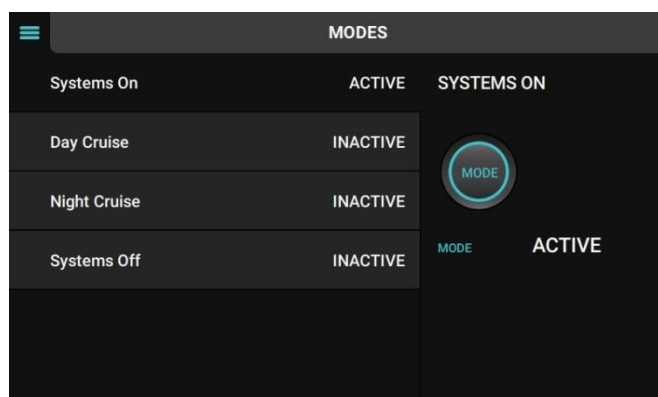 MODES
Systems On ACTIVE
Day Cruise INACTIVE
Night Cruise INACTIVE
Systems Off INACTIVE
SYSTEMS ON
MODE
MODE ACTIVE